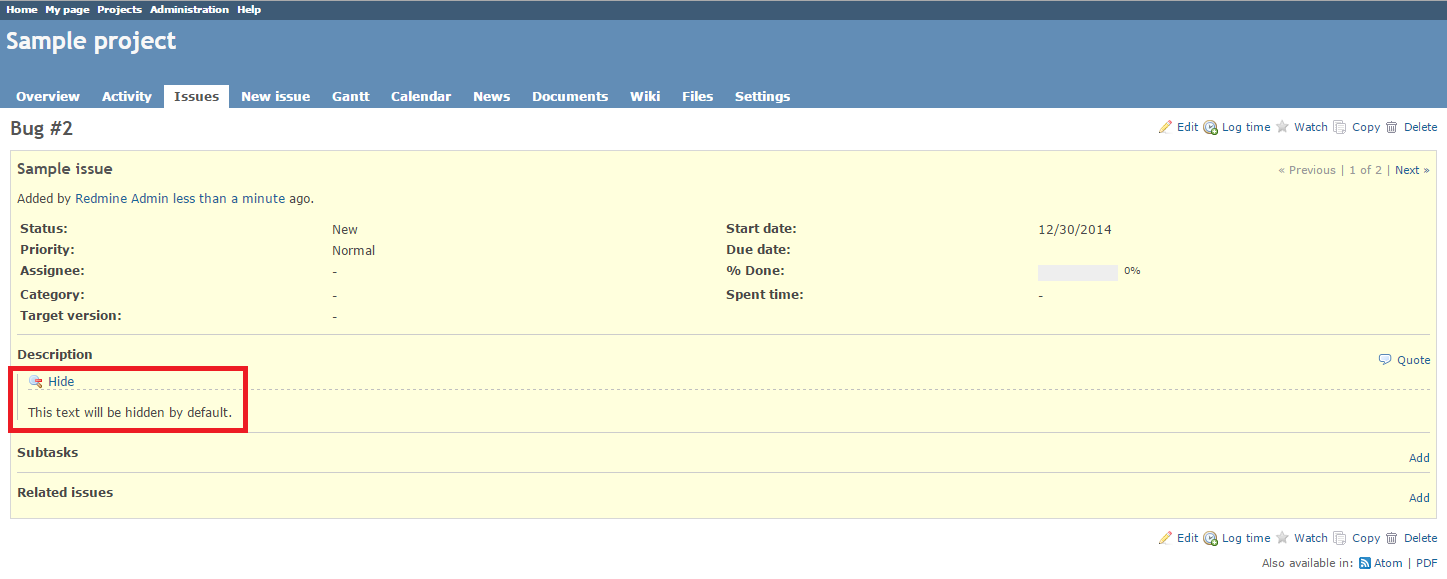 Home My page Projects Administration Help
Sample project
Overview Activity Issues New issue Gantt Calendar News Documents Wiki Files Settings
Bug #2 Edit Log time Watch Copy Delete
Sample issue « Previous | 1 of 2 | Next »
Added by Redmine Admin less than a minute ago.
Status: New Start date: 12/30/2014
Priority: Normal Due date:
Assignee: - % Done: 0%
Category: - Spent time: -
Target version: -
Description Quote
Hide
This text will be hidden by default.
Subtasks Add
Related issues Add
Edit Log time Watch Copy Delete
Also available in: Atom | PDF